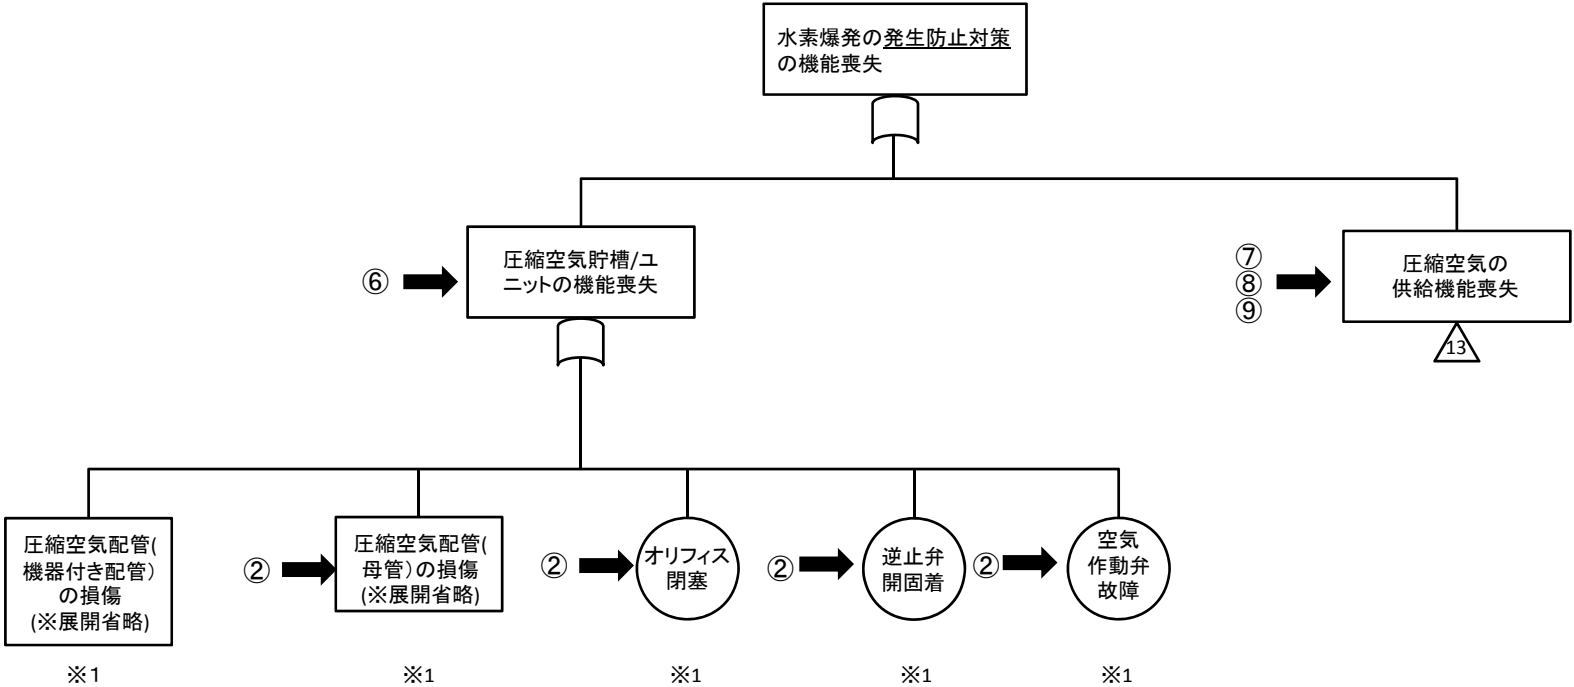 水素爆発の発生防止対策
の機能喪失
⑥
圧縮空気貯槽/ユ
ニットの機能喪失
⑦
⑧
⑨
圧縮空気の
供給機能喪失
13
圧縮空気配管(
機器付き配管）
の損傷
(※展開省略)
②
圧縮空気配管(
母管）の損傷
(※展開省略)
②
オリフィス
閉塞
②
逆止弁
開固着
②
空気
作動弁
故障
※1
※1
※1
※1
※1